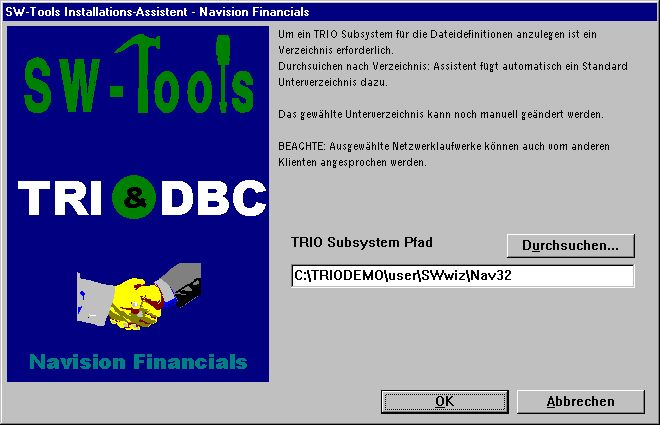 SW-Tools Installations-Assistent - Navision Financials
SW-Tools
TRI & DBC
Navision Financials
Um ein TRIO Subsystem für die Dateidefinitionen anzulegen ist ein
Verzeichnis erforderlich.
Durchsuichen nach Verzeichnis: Assistent fügt automatisch ein Standard
Unterverzeichnis dazu.
Das gewählte Unterverzeichnis kann noch manuell geändert werden.
BEACHTE: Ausgewählte Netzwerklaufwerke können auch vom anderen
Klienten angesprochen werden.
TRIO Subsystem Pfad
Durchsuchen...
C:\TRIODEMO\user\SWwiz\Nav32
OK
Abbrechen